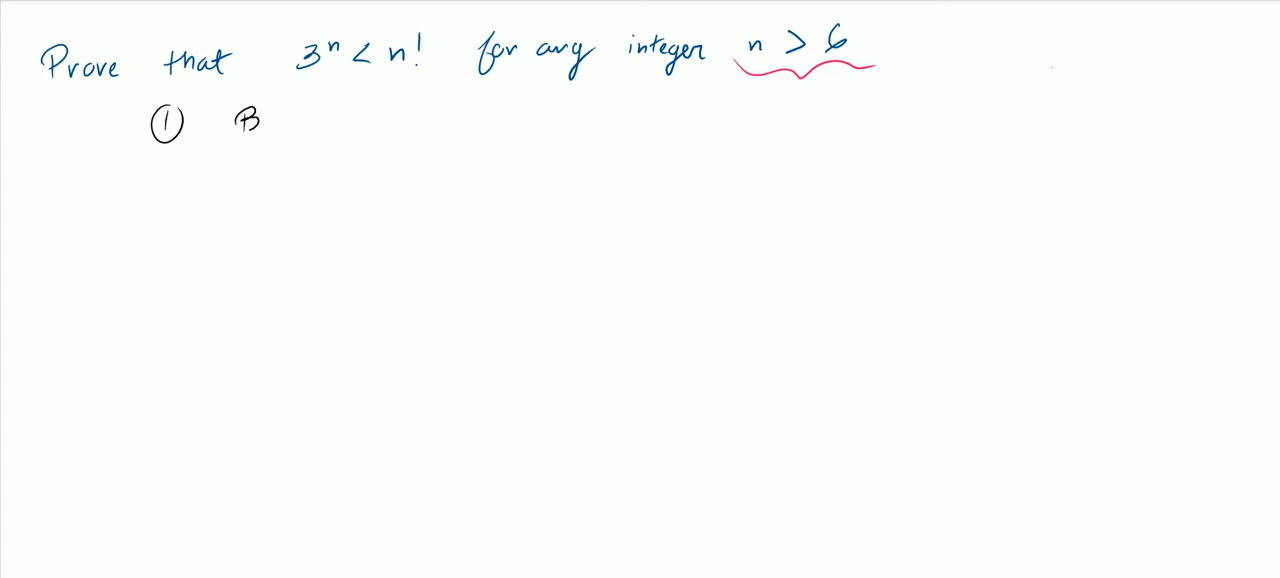 Prove that 3ⁿ < n! for any integer n > 6
① B